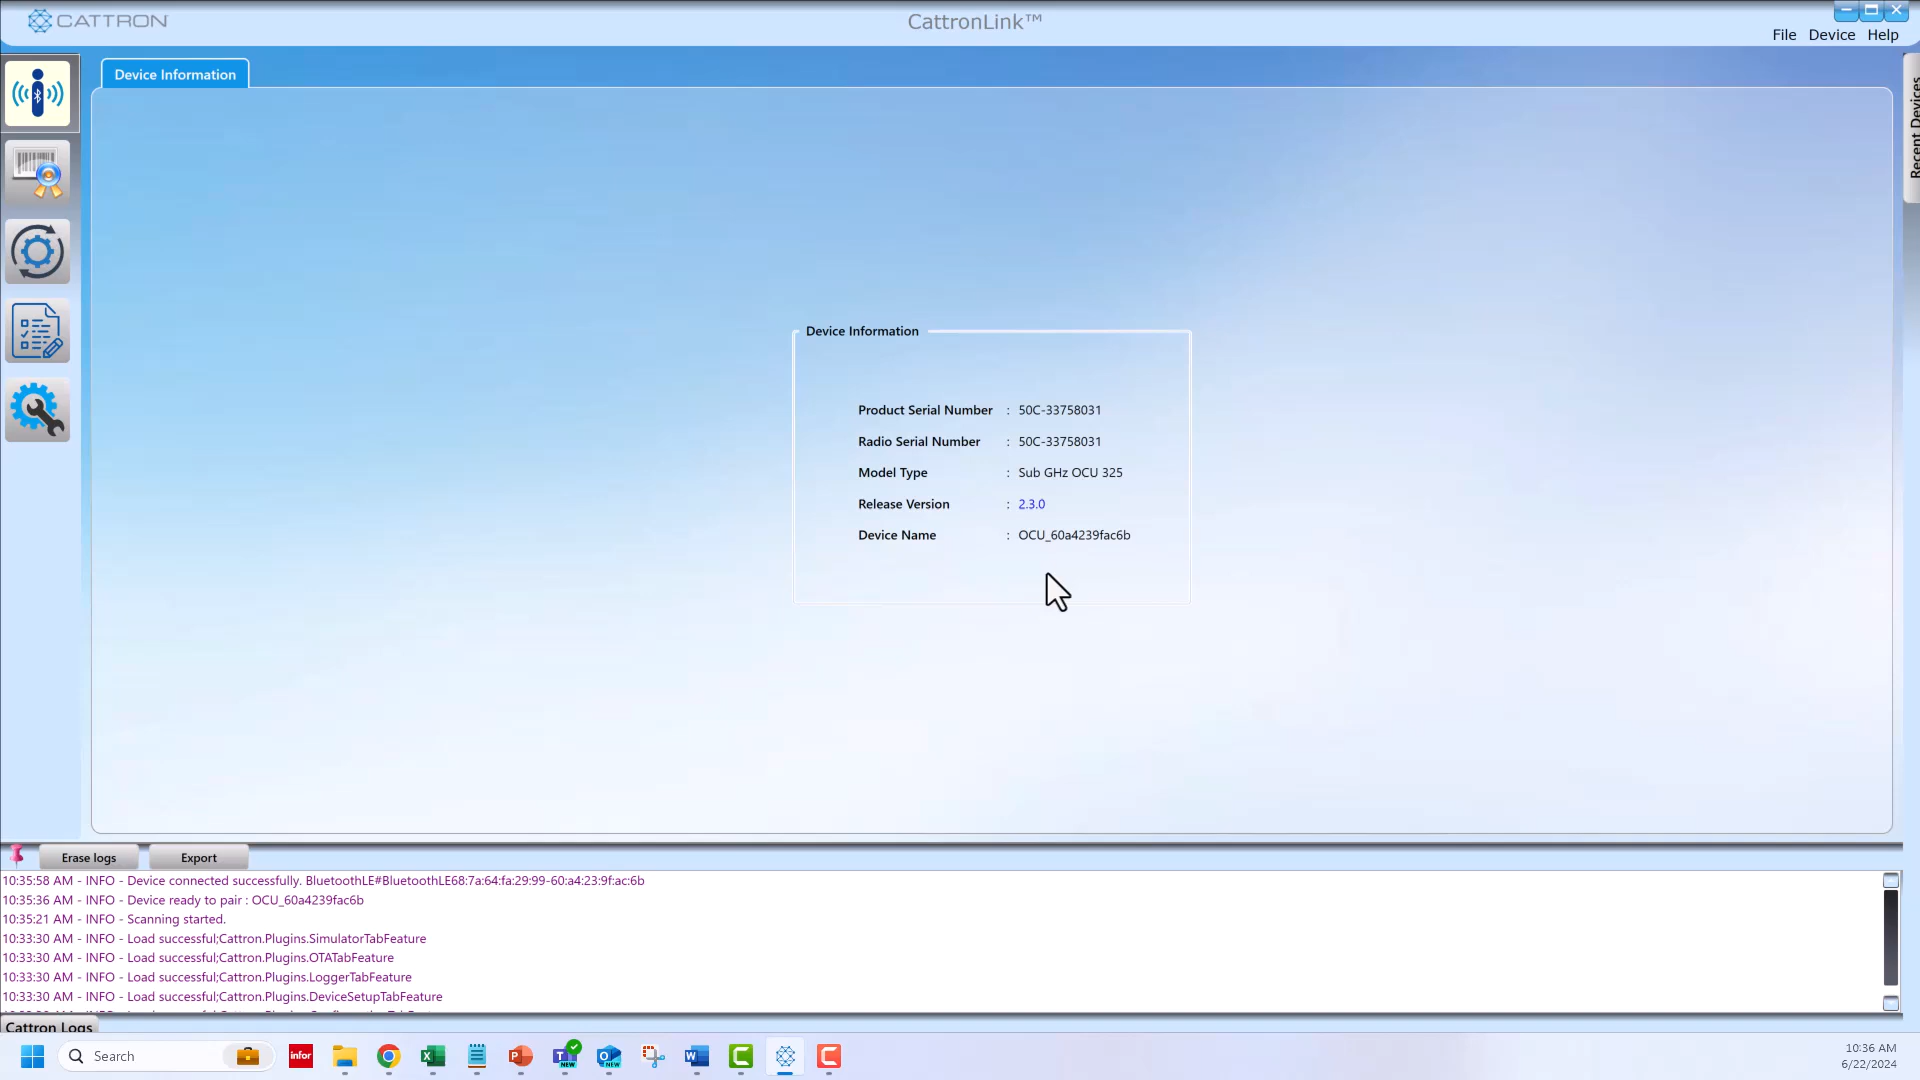 CATTRON
CattronLink™
File Device Help
Device Information
Recent Devices
Device Information
Product Serial Number : 50C-33758031
Radio Serial Number : 50C-33758031
Model Type : Sub GHz OCU 325
Release Version : 2.3.0
Device Name : OCU_60a4239fac6b
Erase logs Export
10:35:58 AM - INFO - Device connected successfully. BluetoothLE#BluetoothLE68:7a:64:fa:29:99-60:a4:23:9f:ac:6b
10:35:36 AM - INFO - Device ready to pair : OCU_60a4239fac6b
10:35:21 AM - INFO - Scanning started.
10:33:30 AM - INFO - Load successful;Cattron.Plugins.SimulatorTabFeature
10:33:30 AM - INFO - Load successful;Cattron.Plugins.OTATabFeature
10:33:30 AM - INFO - Load successful;Cattron.Plugins.LoggerTabFeature
10:33:30 AM - INFO - Load successful;Cattron.Plugins.DeviceSetupTabFeature
Cattron Logs
Search
infor
NEW
NEW
10:36 AM
6/22/2024